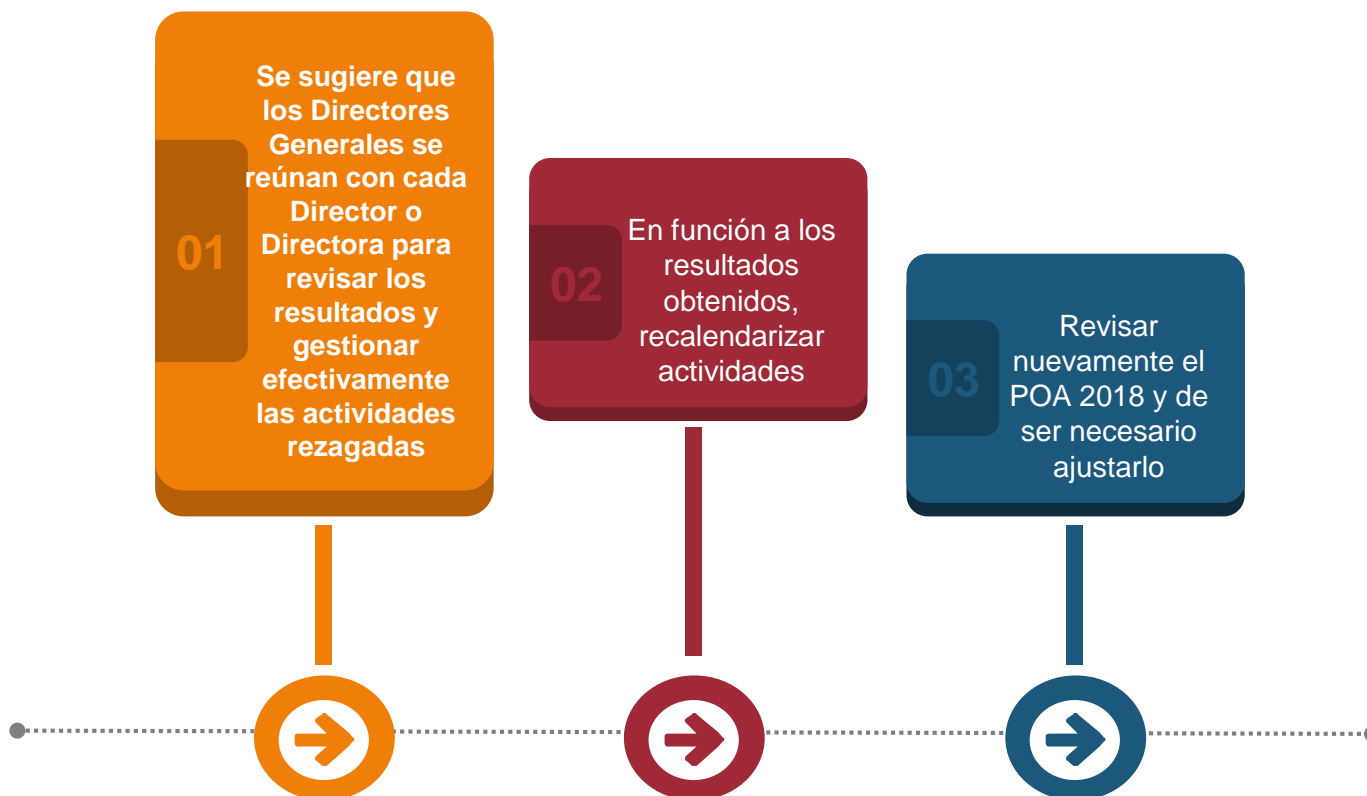 01
Se sugiere que
los Directores
Generales se
reúnan con cada
Director o
Directora para
revisar los
resultados y
gestionar
efectivamente
las actividades
rezagadas
02
En función a los
resultados
obtenidos,
recalendarizar
actividades
03
Revisar
nuevamente el
POA 2018 y de
ser necesario
ajustarlo